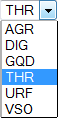 THR
AGR
DIG
GQD
THR
URF
VSO